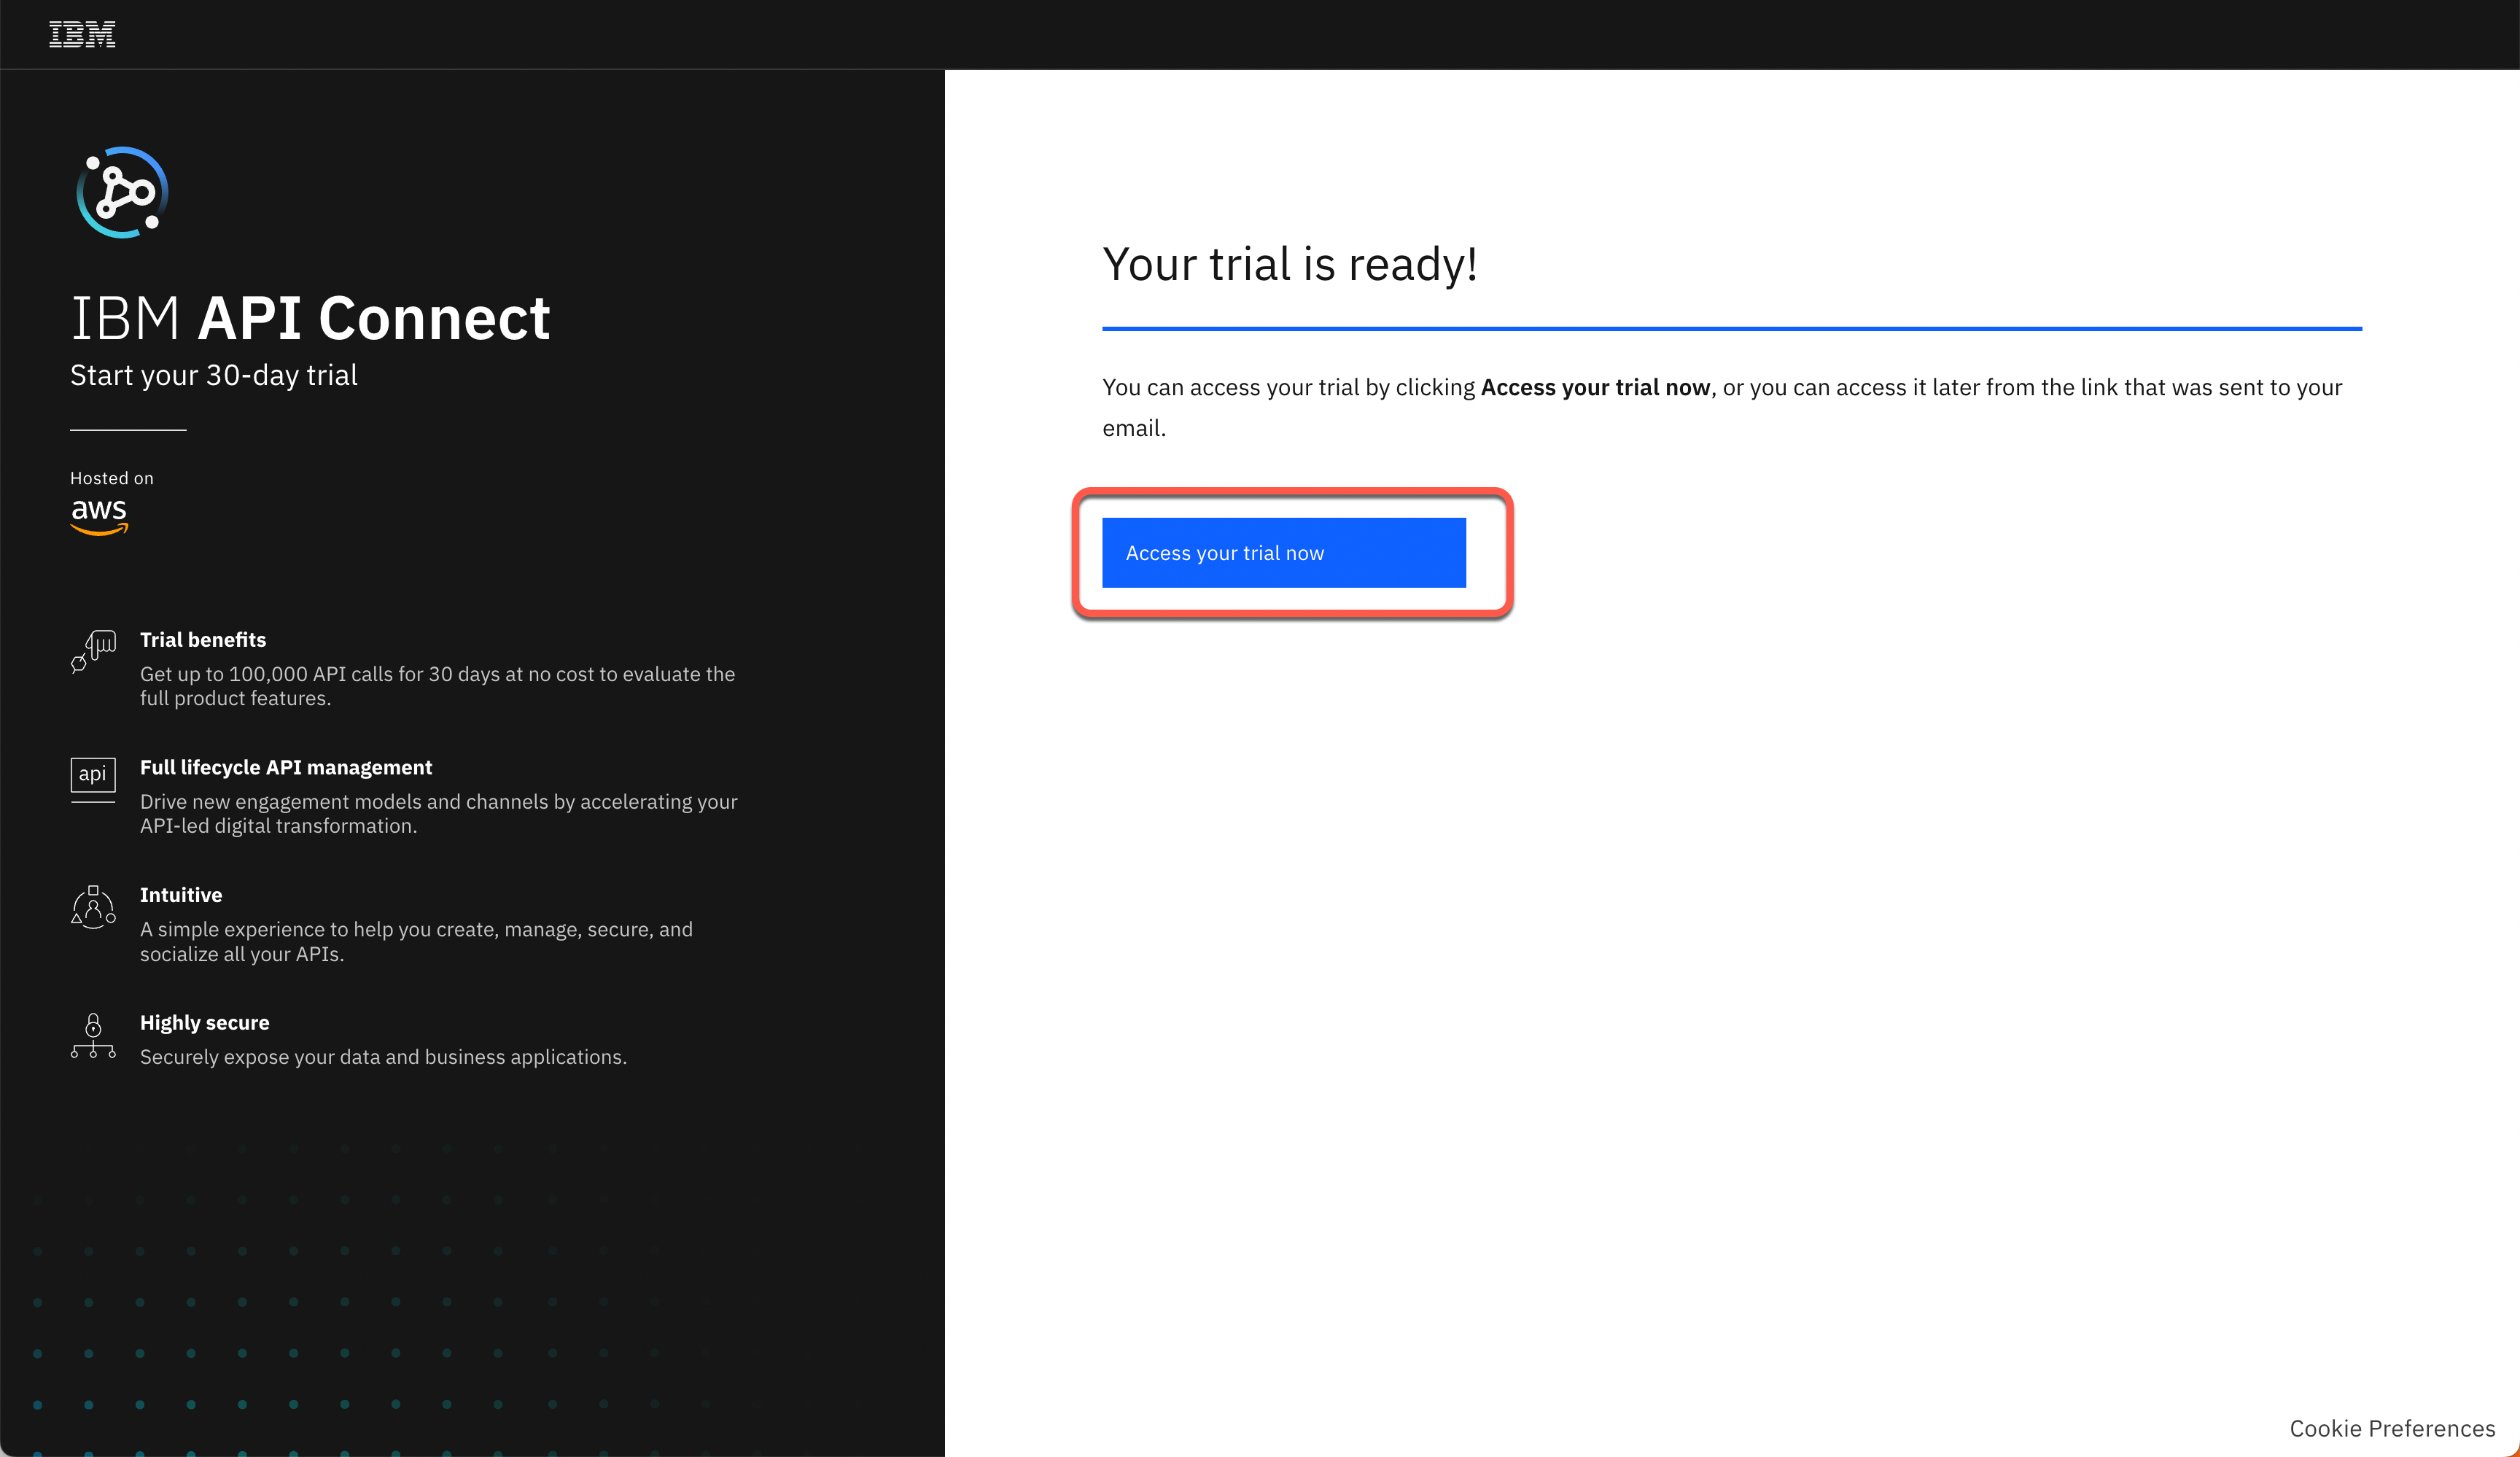 IBM
IBM API Connect
Start your 30-day trial
Hosted on
aws
Trial benefits
Get up to 100,000 API calls for 30 days at no cost to evaluate the
full product features.
api
Full lifecycle API management
Drive new engagement models and channels by accelerating your
API-led digital transformation.
Intuitive
A simple experience to help you create, manage, secure, and
socialize all your APIs.
Highly secure
Securely expose your data and business applications.
Your trial is ready!
You can access your trial by clicking Access your trial now, or you can access it later from the link that was sent to your
email.
Access your trial now
Cookie Preferences